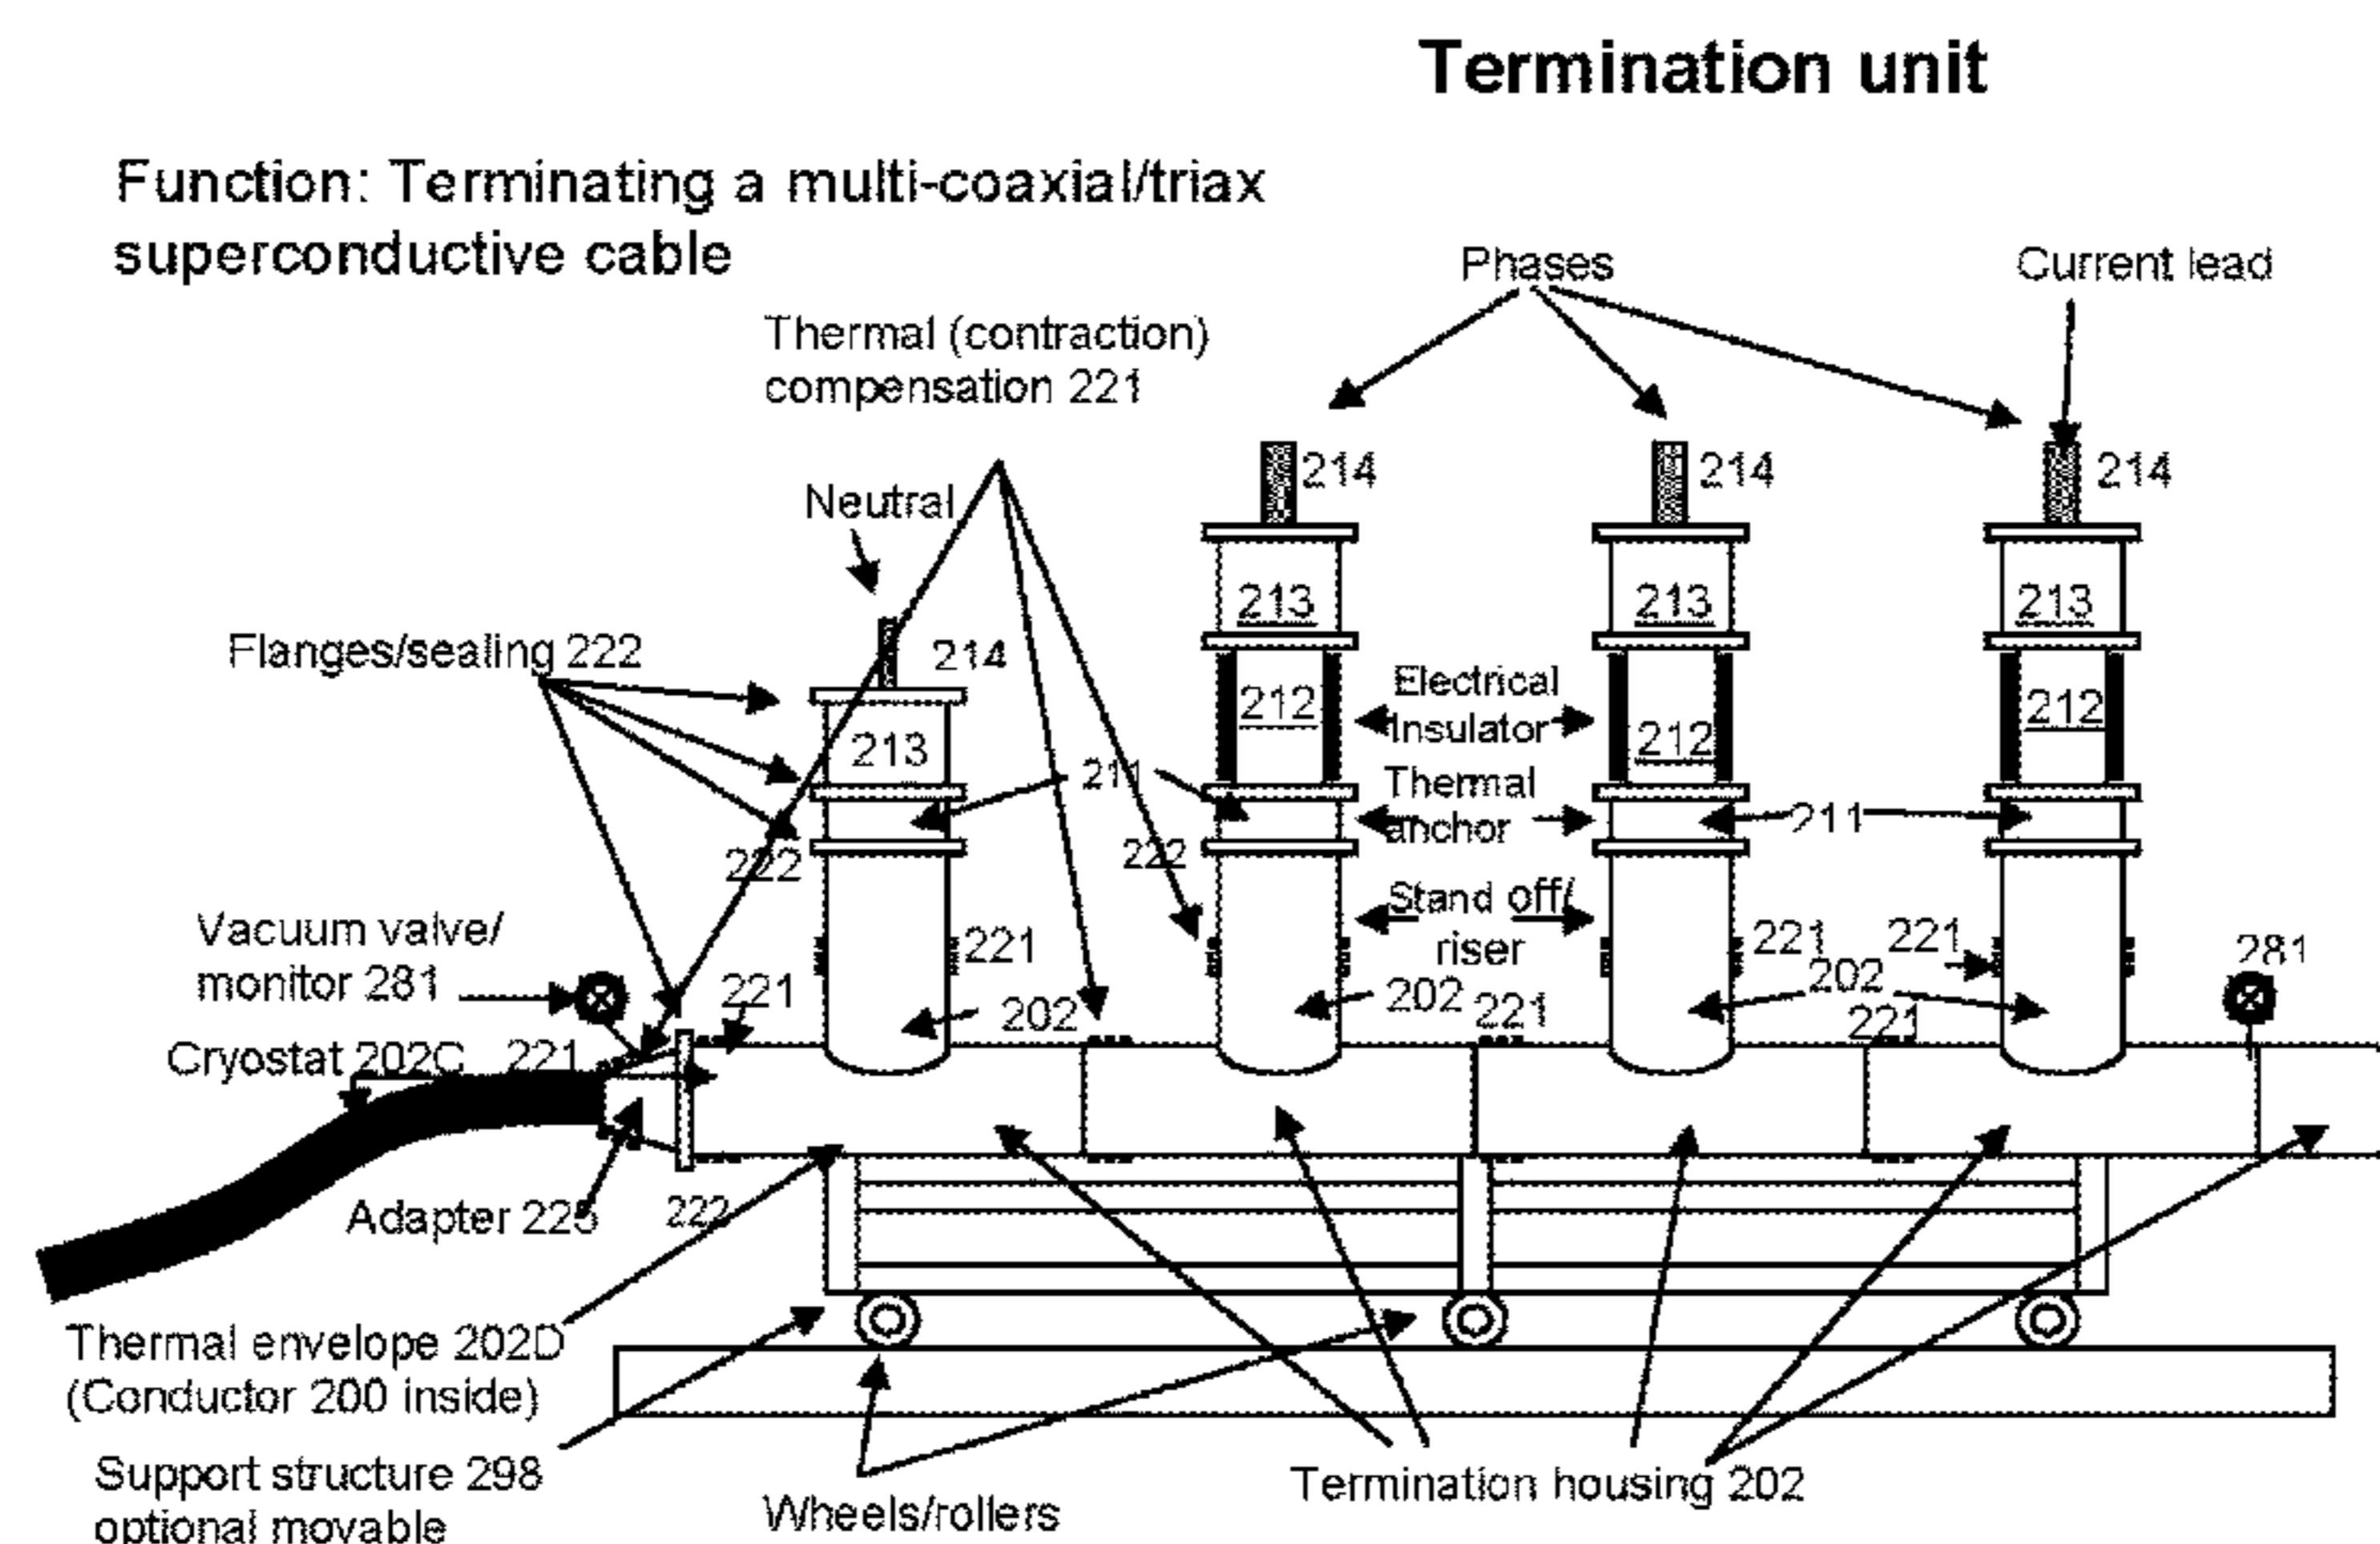 Termination unit
Function: Terminating a multi-coaxial/triax
superconductive cable
Phases
Current lead
Thermal (contraction)
compensation 221
214
214
214
Neutral
213
213
213
Flanges/sealing 222
214
Electrical
Insulator
212
212
212
213
211
Thermal
anchor
211
222
222
Stand off/
riser
Vacuum valve/
monitor 281
221
221
221
281
221
202
202
221
202
221
Cryostat 202C
221
Adapter 225
222
Thermal envelope 202D
(Conductor 200 inside)
Support structure 298
optional movable
Wheels/rollers
Termination housing 202